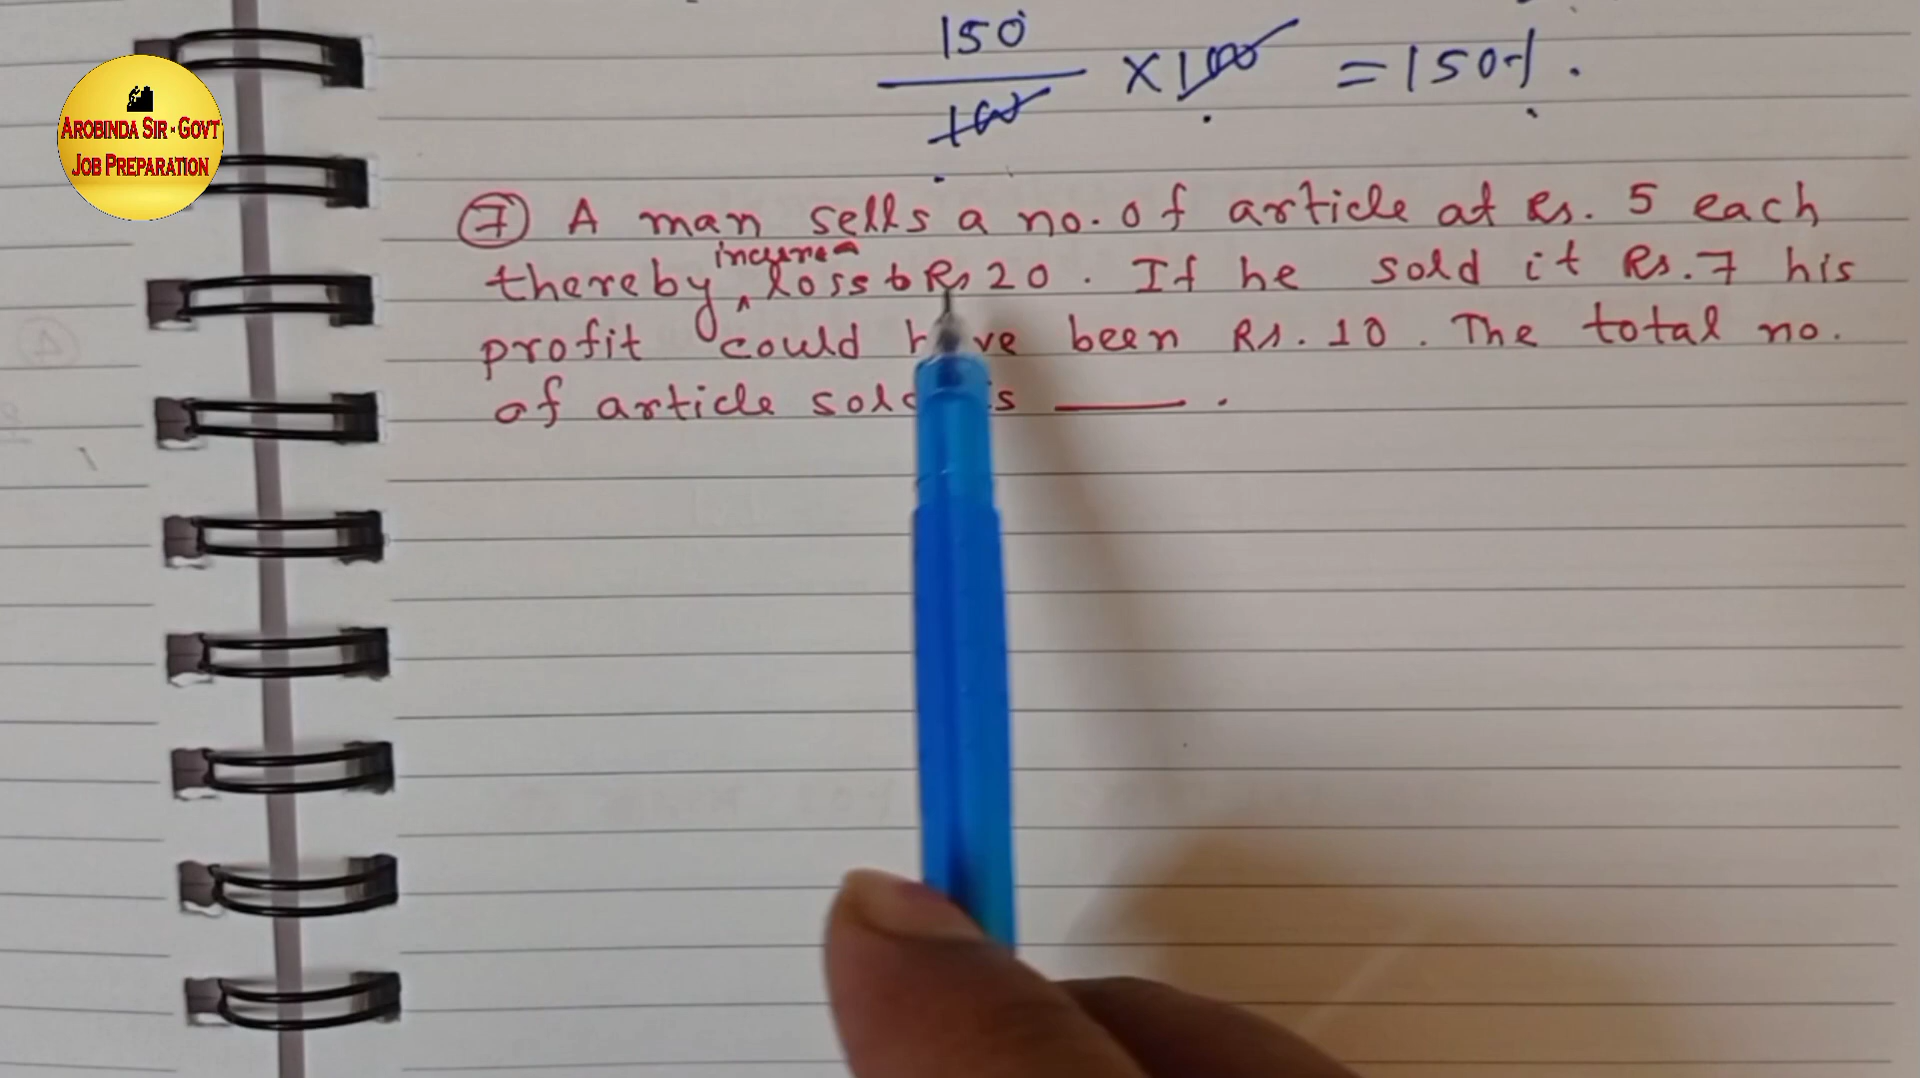 150
100 × 100 = 150%.
AROBINDA SIR - GOVT
JOB PREPARATION
7 A man sells a no. of article at Rs. 5 each
incurred
thereby ^ loss Rs 20. If he sold it Rs. 7 his
profit could have been Rs. 10. The total no.
of article sold is ______.